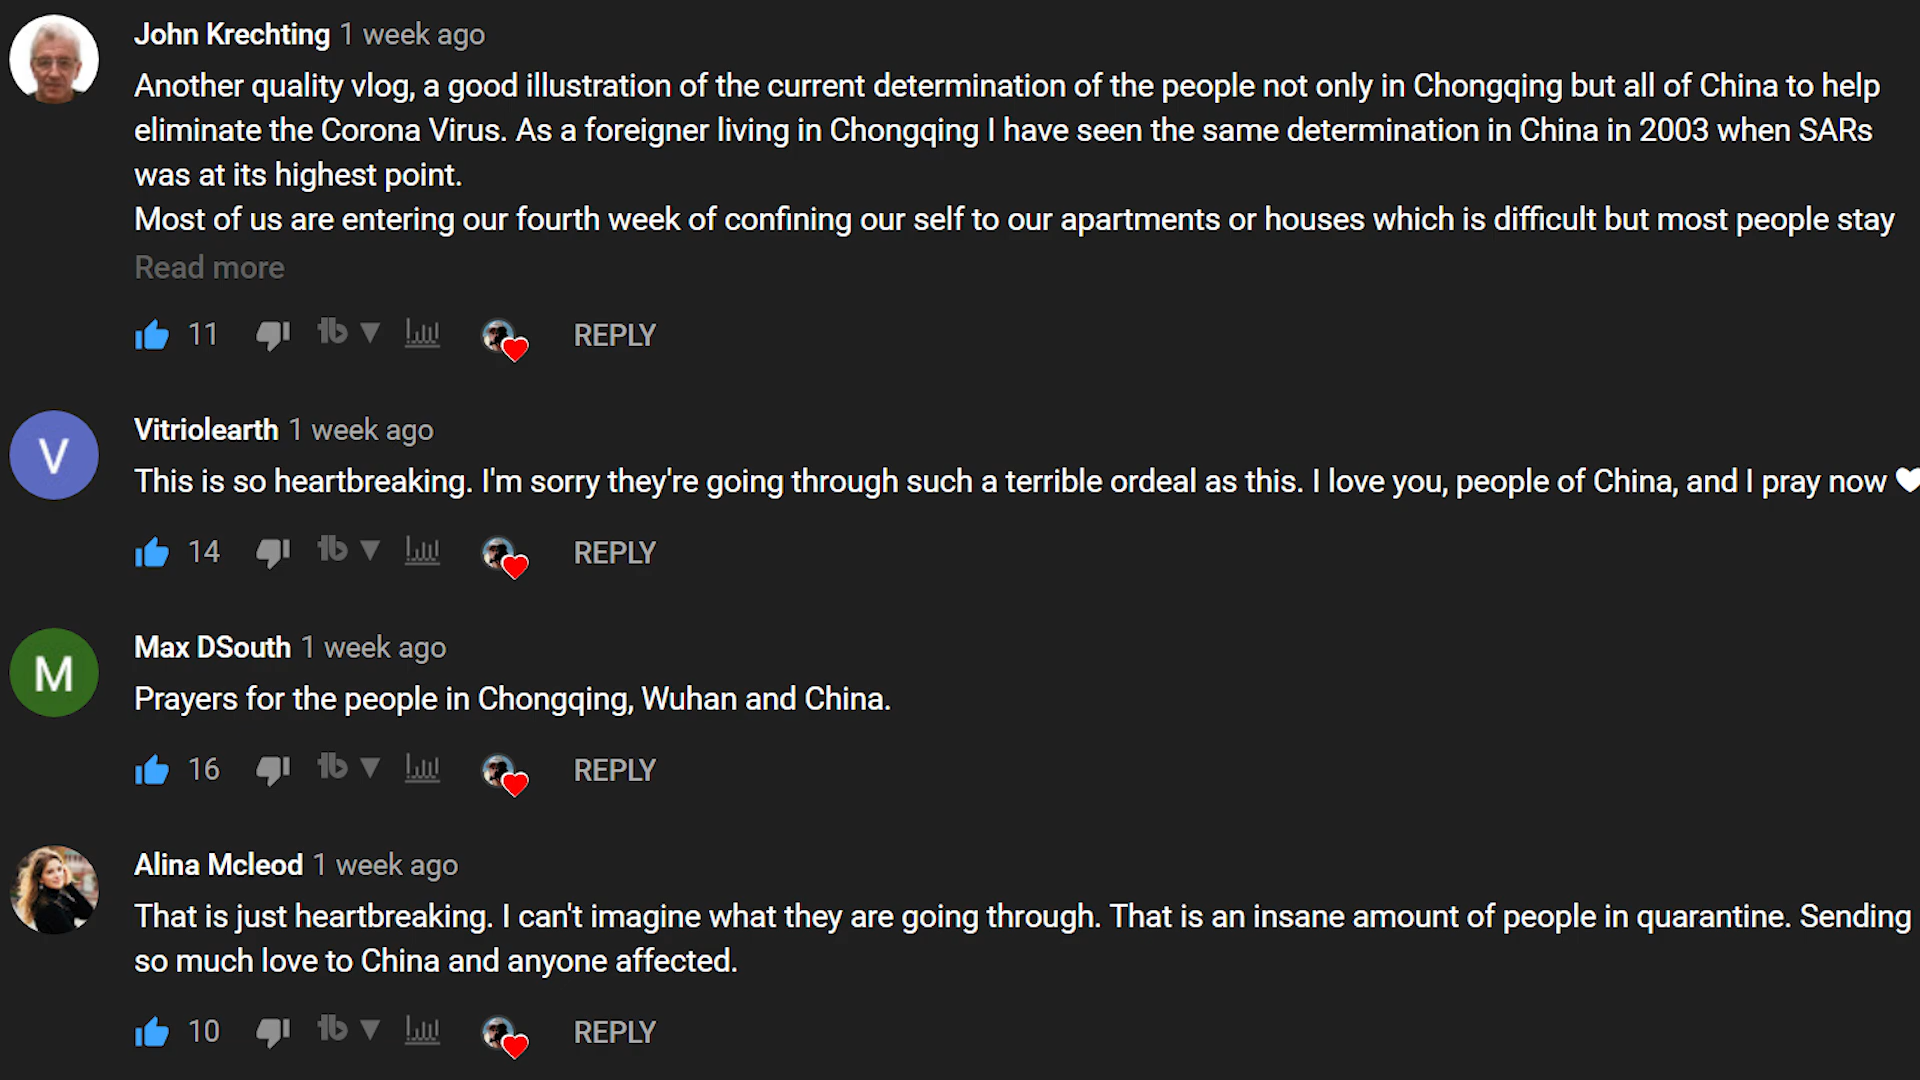 John Krechting 1 week ago
Another quality vlog, a good illustration of the current determination of the people not only in Chongqing but all of China to help
eliminate the Corona Virus. As a foreigner living in Chongqing I have seen the same determination in China in 2003 when SARs
was at its highest point.
Most of us are entering our fourth week of confining our self to our apartments or houses which is difficult but most people stay
Read more
11 tb REPLY
V
Vitriolearth 1 week ago
This is so heartbreaking. I'm sorry they're going through such a terrible ordeal as this. I love you, people of China, and I pray now
14 tb REPLY
M
Max DSouth 1 week ago
Prayers for the people in Chongqing, Wuhan and China.
16 tb REPLY
Alina Mcleod 1 week ago
That is just heartbreaking. I can't imagine what they are going through. That is an insane amount of people in quarantine. Sending
so much love to China and anyone affected.
10 tb REPLY